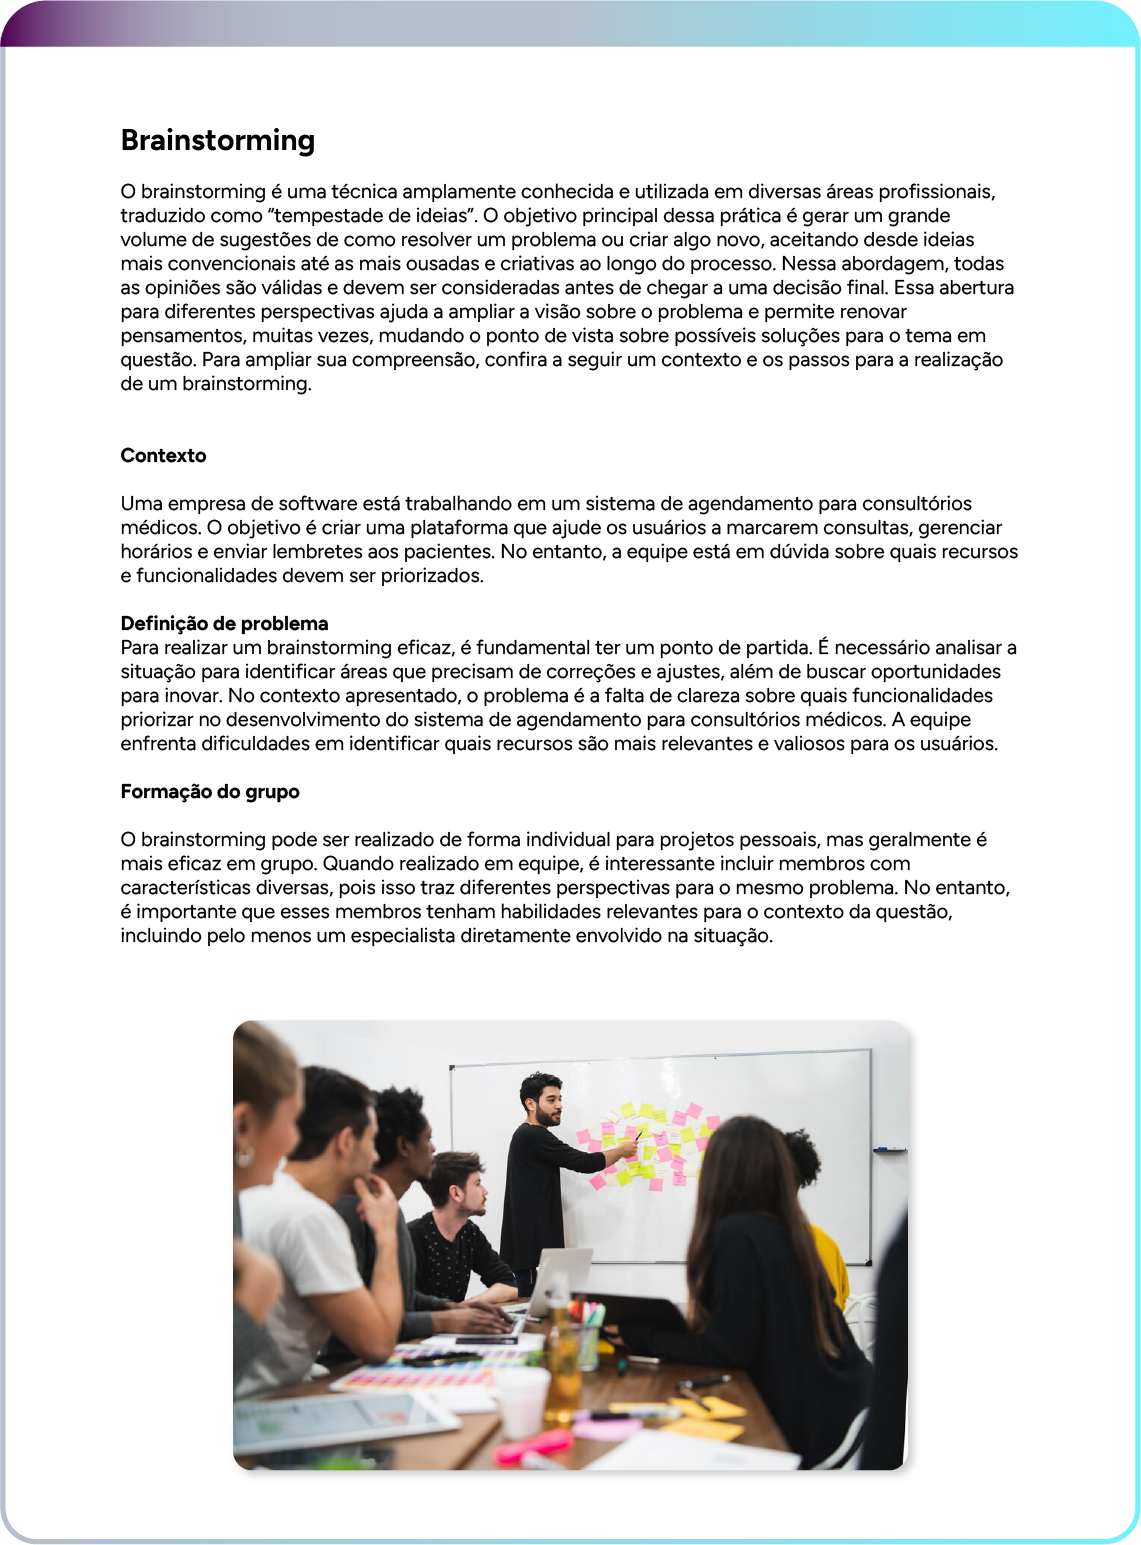 Brainstorming
O brainstorming é uma técnica amplamente conhecida e utilizada em diversas áreas profissionais,
traduzido como “tempestade de ideias”. O objetivo principal dessa prática é gerar um grande
volume de sugestões de como resolver um problema ou criar algo novo, aceitando desde ideias
mais convencionais até as mais ousadas e criativas ao longo do processo. Nessa abordagem, todas
as opiniões são válidas e devem ser consideradas antes de chegar a uma decisão final. Essa abertura
para diferentes perspectivas ajuda a ampliar a visão sobre o problema e permite renovar
pensamentos, muitas vezes, mudando o ponto de vista sobre possíveis soluções para o tema em
questão. Para ampliar sua compreensão, confira a seguir um contexto e os passos para a realização
de um brainstorming.
Contexto
Uma empresa de software está trabalhando em um sistema de agendamento para consultórios
médicos. O objetivo é criar uma plataforma que ajude os usuários a marcarem consultas, gerenciar
horários e enviar lembretes aos pacientes. No entanto, a equipe está em dúvida sobre quais recursos
e funcionalidades devem ser priorizados.
Definição de problema
Para realizar um brainstorming eficaz, é fundamental ter um ponto de partida. É necessário analisar a
situação para identificar áreas que precisam de correções e ajustes, além de buscar oportunidades
para inovar. No contexto apresentado, o problema é a falta de clareza sobre quais funcionalidades
priorizar no desenvolvimento do sistema de agendamento para consultórios médicos. A equipe
enfrenta dificuldades em identificar quais recursos são mais relevantes e valiosos para os usuários.
Formação do grupo
O brainstorming pode ser realizado de forma individual para projetos pessoais, mas geralmente é
mais eficaz em grupo. Quando realizado em equipe, é interessante incluir membros com
características diversas, pois isso traz diferentes perspectivas para o mesmo problema. No entanto,
é importante que esses membros tenham habilidades relevantes para o contexto da questão,
incluindo pelo menos um especialista diretamente envolvido na situação.